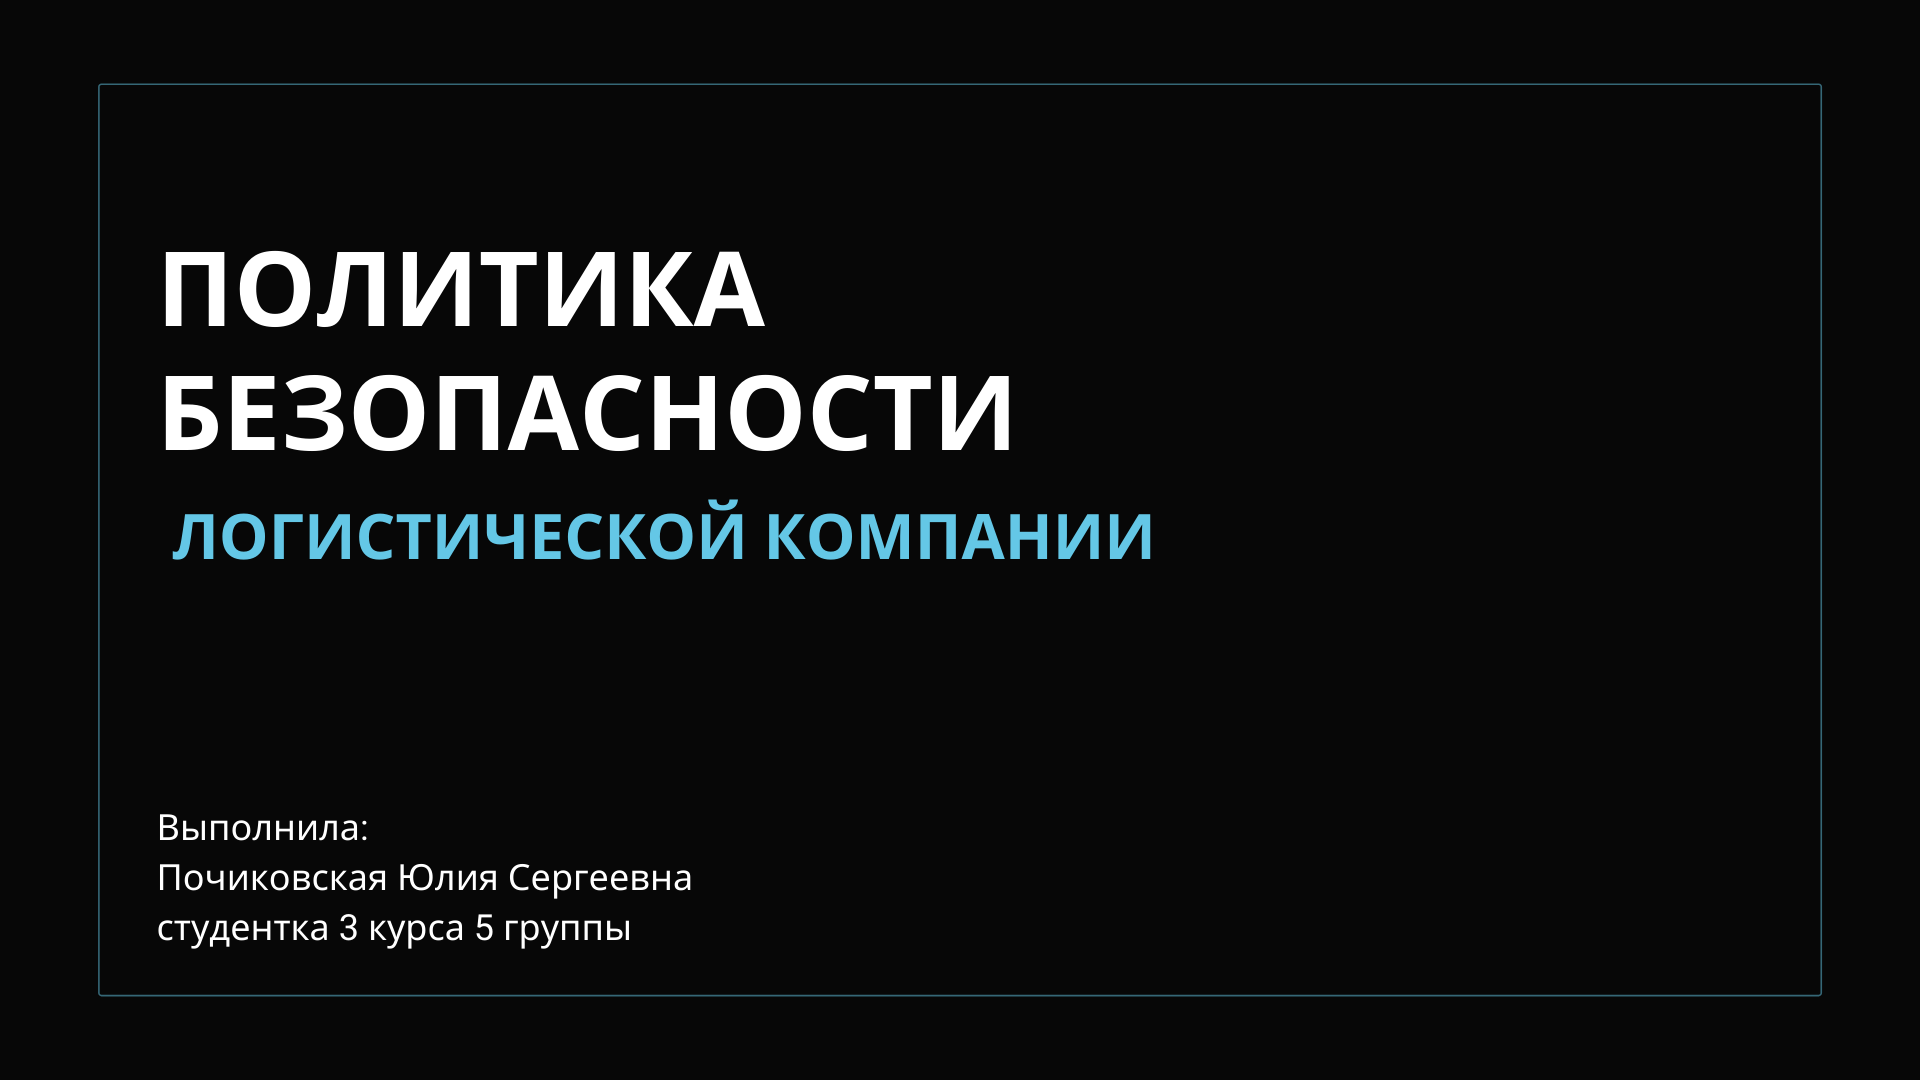 ПОЛИТИКА
БЕЗОПАСНОСТИ
ЛОГИСТИЧЕСКОЙ КОМПАНИИ
Выполнила:
Почиковская Юлия Сергеевна
студентка 3 курса 5 группы